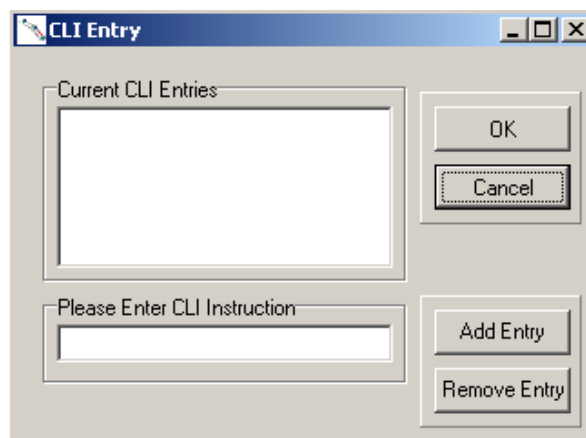 CLI Entry
Current CLI Entries
OK
Cancel
Please Enter CLI Instruction
Add Entry
Remove Entry